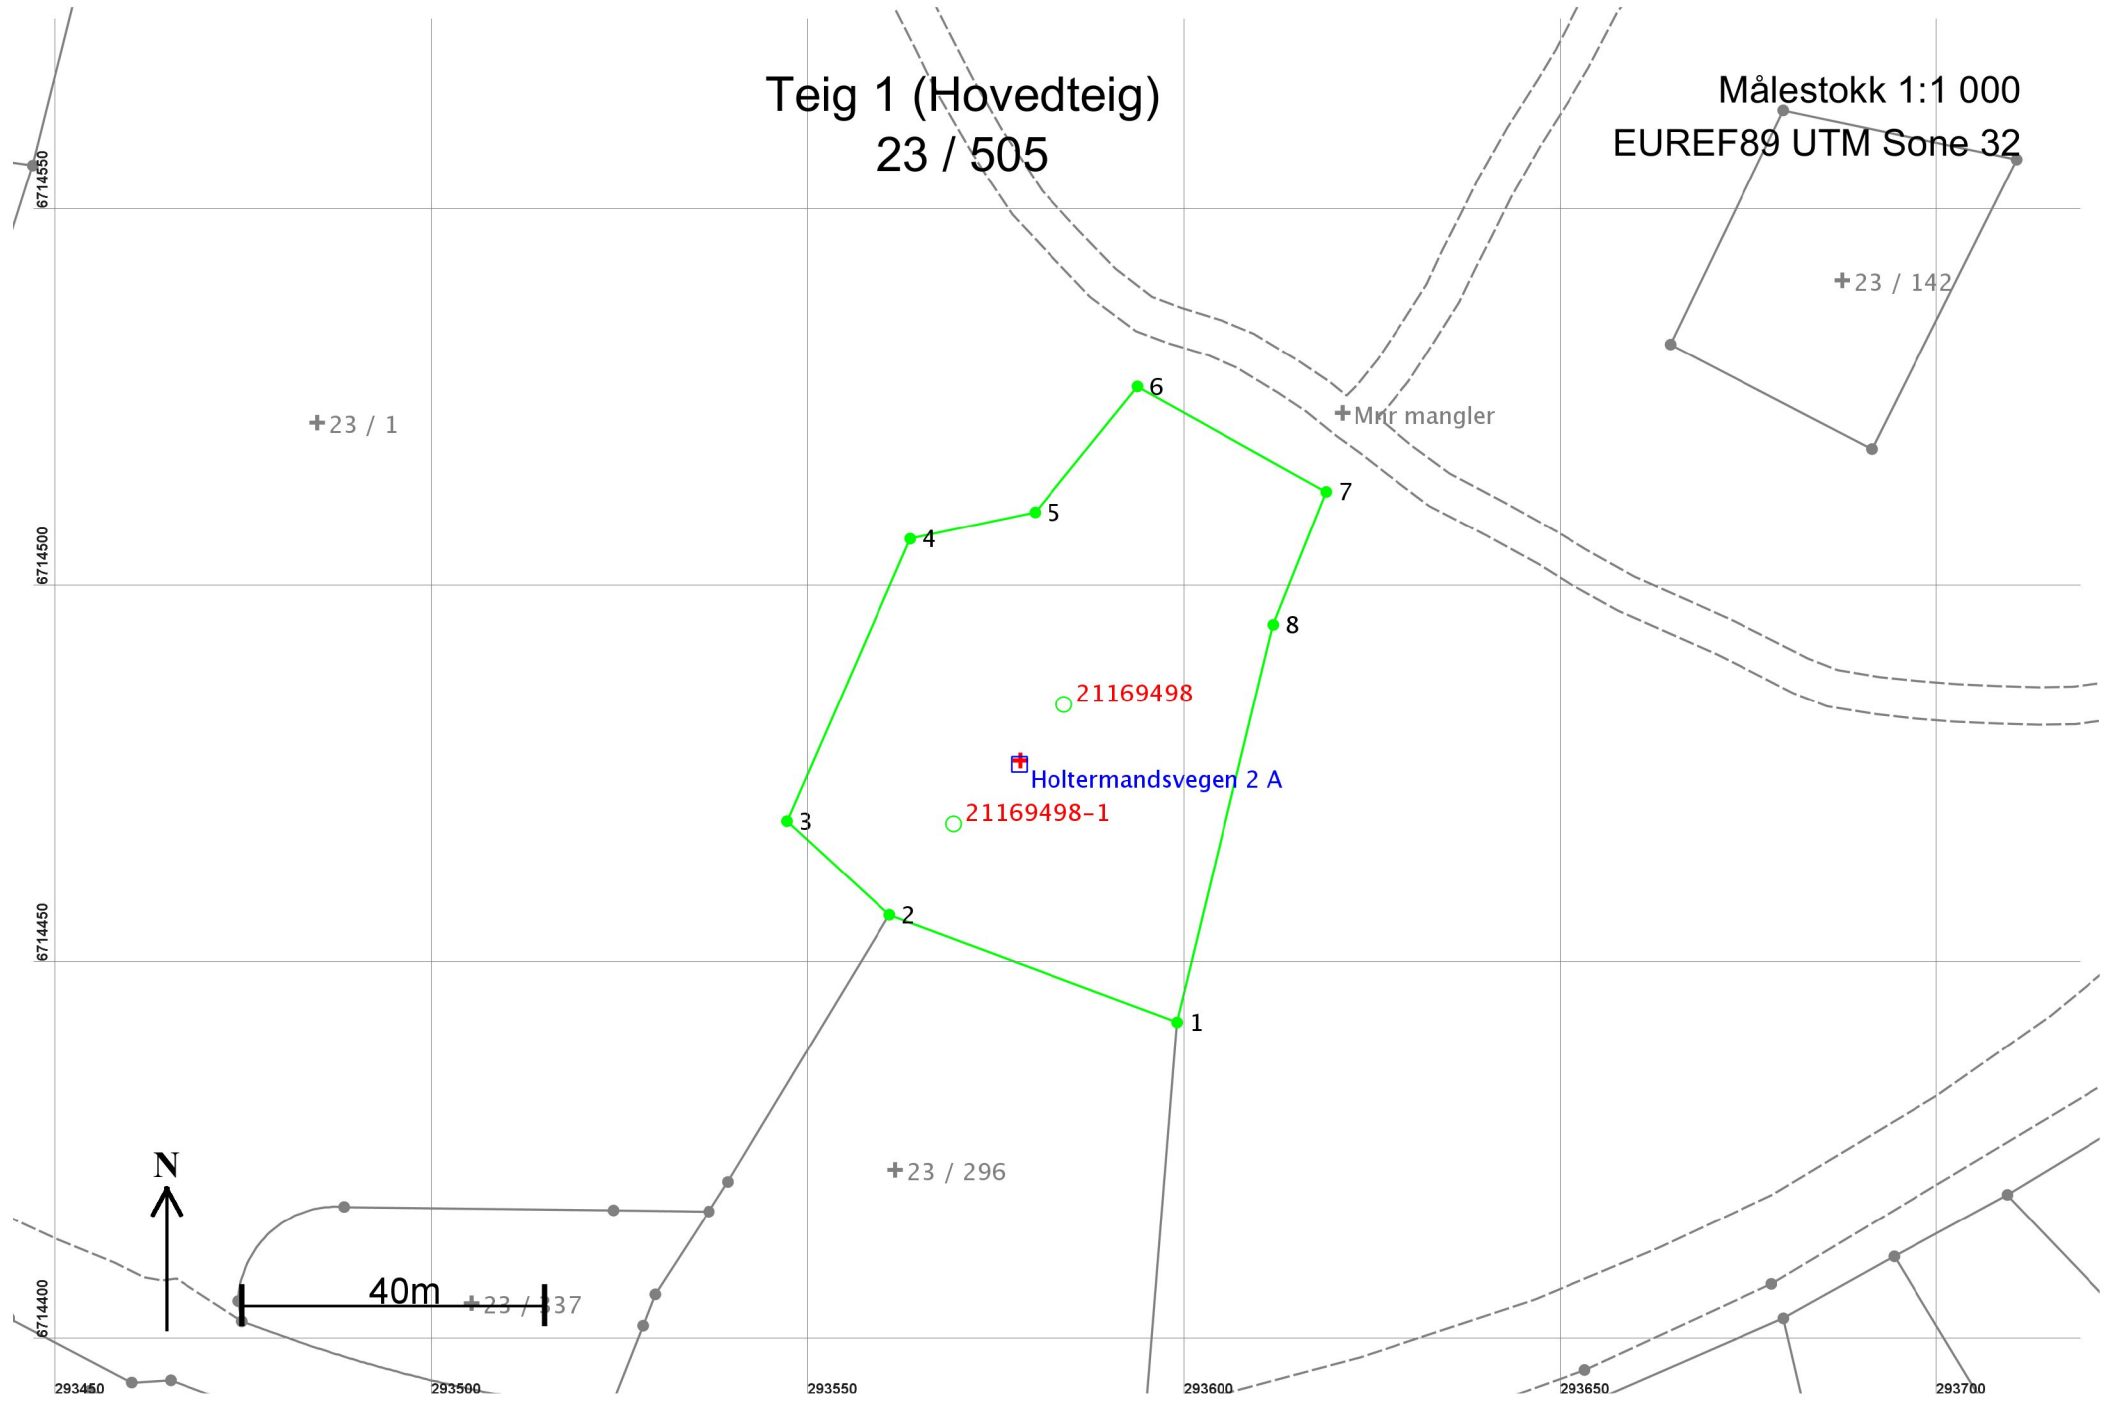 Teig 1 (Hovedteig)
23 / 505
Målestokk 1:1 000
EUREF89 UTM Sone 32
6714550
23 / 142
6
23 / 1
Mnr mangler
7
5
4
6714500
8
21169498
Holtermandsvegen 2 A
21169498-1
3
2
6714450
1
N
23 / 296
40m
23 / 337
6714400
293450
293500
293550
293600
293650
293700